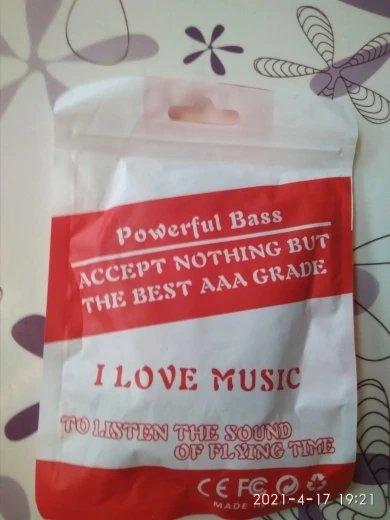 Powerful Bass
ACCEPT NOTHING BUT
THE BEST AAA GRADE
I LOVE MUSIC
TO LISTEN THE SOUND
OF FLYING TIME
CE FC
MADE IN
2021-4-17 19:21